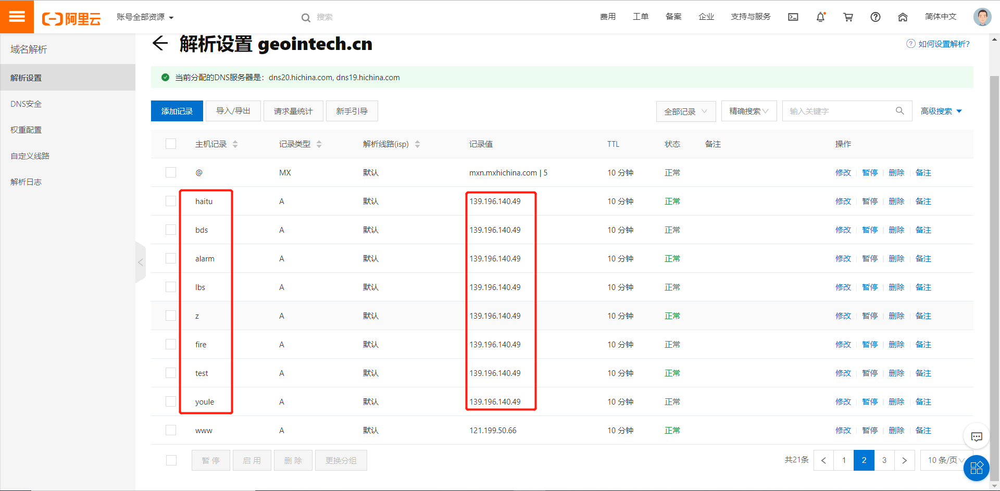 阿里云
账号全部资源
搜索
费用
工单
备案
企业
支持与服务
简体中文
域名解析
解析设置
DNS安全
权重配置
自定义线路
解析日志
解析设置 geointech.cn
如何设置解析?
当前分配的DNS服务器是： dns20.hichina.com, dns19.hichina.com
添加记录 导入/导出 请求量统计 新手引导 全部记录 精确搜索 输入关键字 高级搜索
主机记录 记录类型 解析线路(isp) 记录值 TTL 状态 备注 操作
@ MX 默认 mxn.mxhichina.com | 5 10 分钟 正常 修改 暂停 删除 备注
haitu A 默认 139.196.140.49 10 分钟 正常 修改 暂停 删除 备注
bds A 默认 139.196.140.49 10 分钟 正常 修改 暂停 删除 备注
alarm A 默认 139.196.140.49 10 分钟 正常 修改 暂停 删除 备注
lbs A 默认 139.196.140.49 10 分钟 正常 修改 暂停 删除 备注
z A 默认 139.196.140.49 10 分钟 正常 修改 暂停 删除 备注
fire A 默认 139.196.140.49 10 分钟 正常 修改 暂停 删除 备注
test A 默认 139.196.140.49 10 分钟 正常 修改 暂停 删除 备注
youle A 默认 139.196.140.49 10 分钟 正常 修改 暂停 删除 备注
www A 默认 121.199.50.66 10 分钟 正常 修改 暂停 删除 备注
暂 停 启 用 删 除 更换分组 共21条 < 1 2 3 > 10 条/页